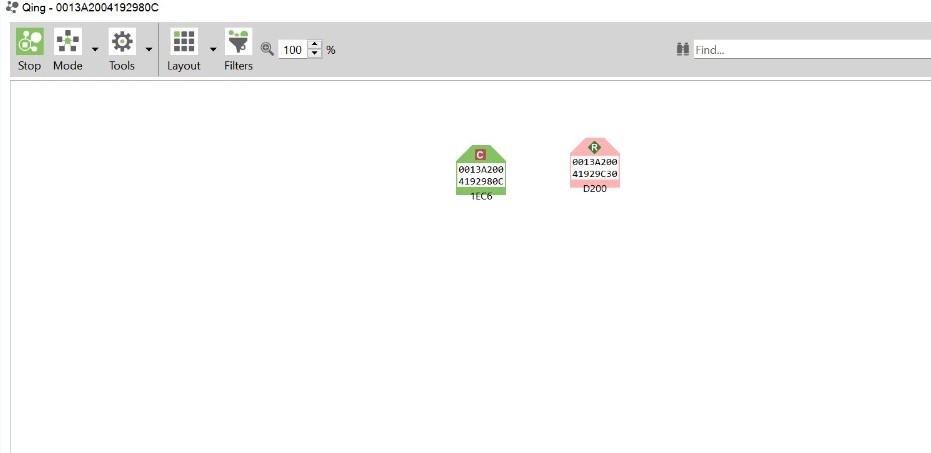 Qing - 0013A2004192980C
100 %
Find...
Stop Mode Tools Layout Filters
C
0013A200
4192980C
1EC6
R
0013A200
41929C30
D200